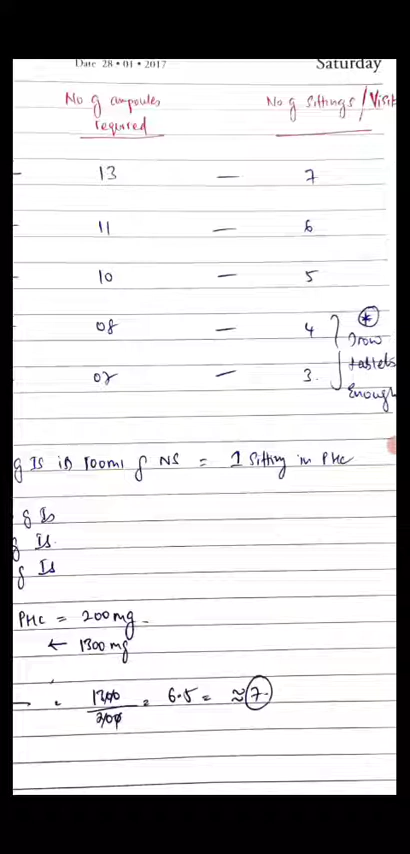 Date 28 • 01 • 2017 Saturday
No of ampoules No of Sittings / Visit
required
13 — 7
11 — 6
10 — 5
08 — 4
Iron
07 — 3. tablets
Enough
of IS in 100ml of NS = 1 Sitting in PHC
of Is
of Is.
of Is
PHC = 200mg
← 1300mg
1300
200 = 6.5 = ≈ 7.